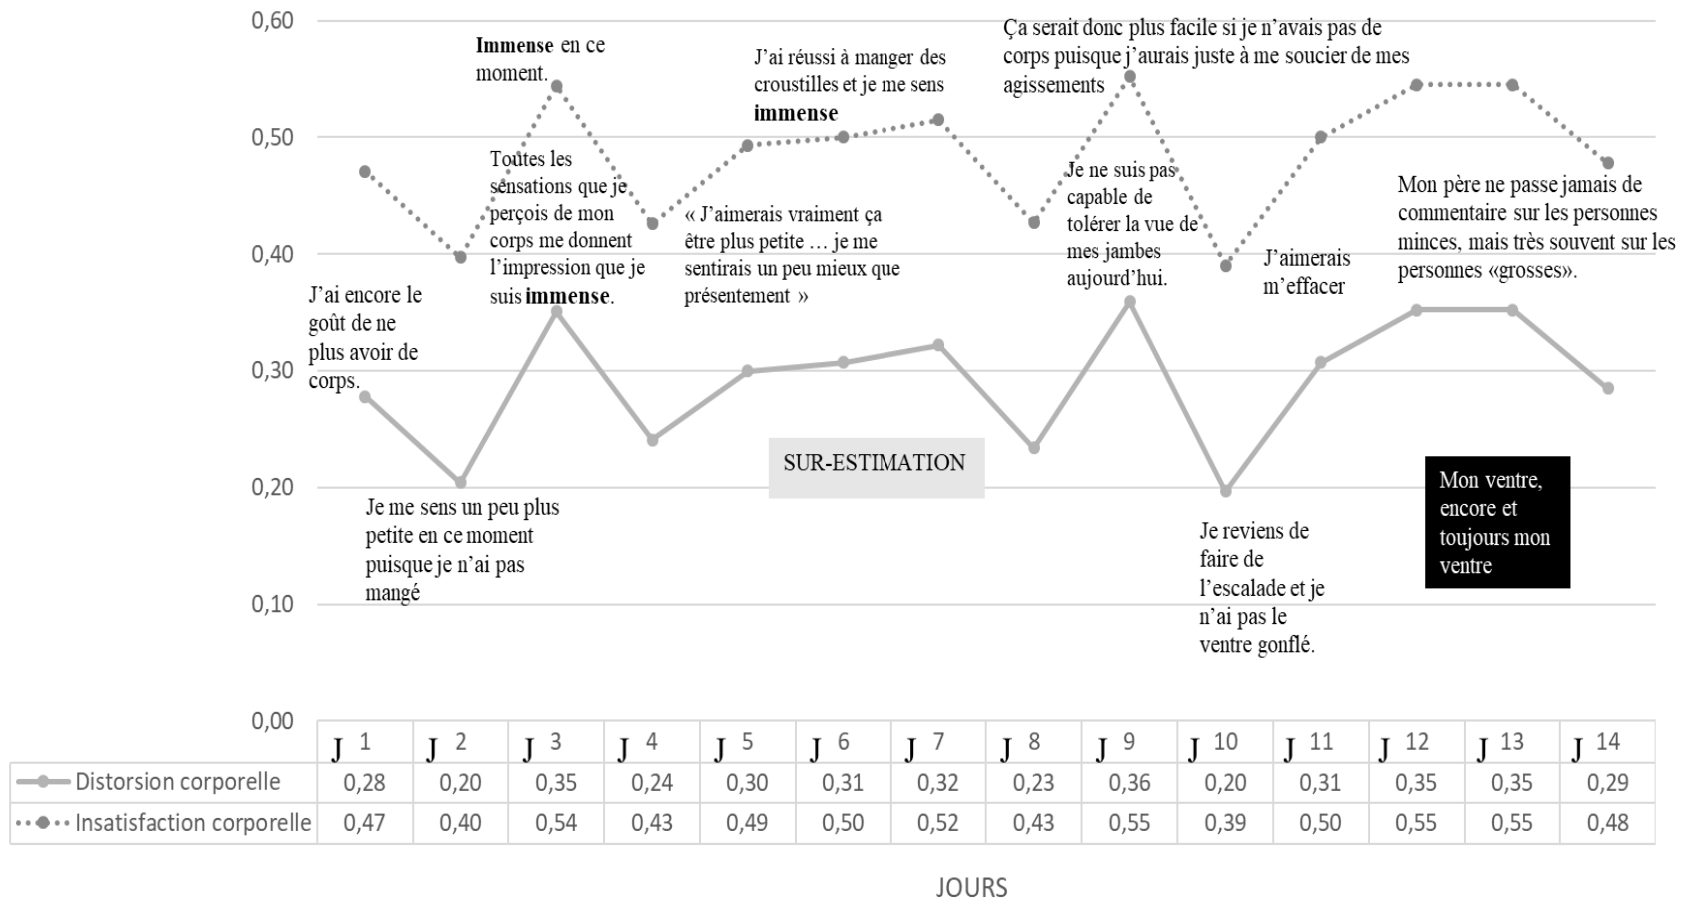 0,60
0,50
0,40
0,30
0,20
0,10
0,00
Immense en ce
moment.
J’ai réussi à manger des
croustilles et je me sens
immense
Ça serait donc plus facile si je n’avais pas de
corps puisque j’aurais juste à me soucier de mes
agissements
Toutes les
sensations que je
perçois de mon
corps me donnent
l’impression que je
suis immense.
« J’aimerais vraiment ça
être plus petite … je me
sentirais un peu mieux que
présentement »
Je ne suis pas
capable de
tolérer la vue de
mes jambes
aujourd’hui.
J’aimerais
m’effacer
Mon père ne passe jamais de
commentaire sur les personnes
minces, mais très souvent sur les
personnes «grosses».
J’ai encore le
goût de ne
plus avoir de
corps.
SUR-ESTIMATION
Je me sens un peu plus
petite en ce moment
puisque je n’ai pas
mangé
Je reviens de
faire de
l’escalade et je
n’ai pas le
ventre gonflé.
Mon ventre,
encore et
toujours mon
ventre
J 1 J 2 J 3 J 4 J 5 J 6 J 7 J 8 J 9 J 10 J 11 J 12 J 13 J 14
Distorsion corporelle 0,28 0,20 0,35 0,24 0,30 0,31 0,32 0,23 0,36 0,20 0,31 0,35 0,35 0,29
Insatisfaction corporelle 0,47 0,40 0,54 0,43 0,49 0,50 0,52 0,43 0,55 0,39 0,50 0,55 0,55 0,48
JOURS